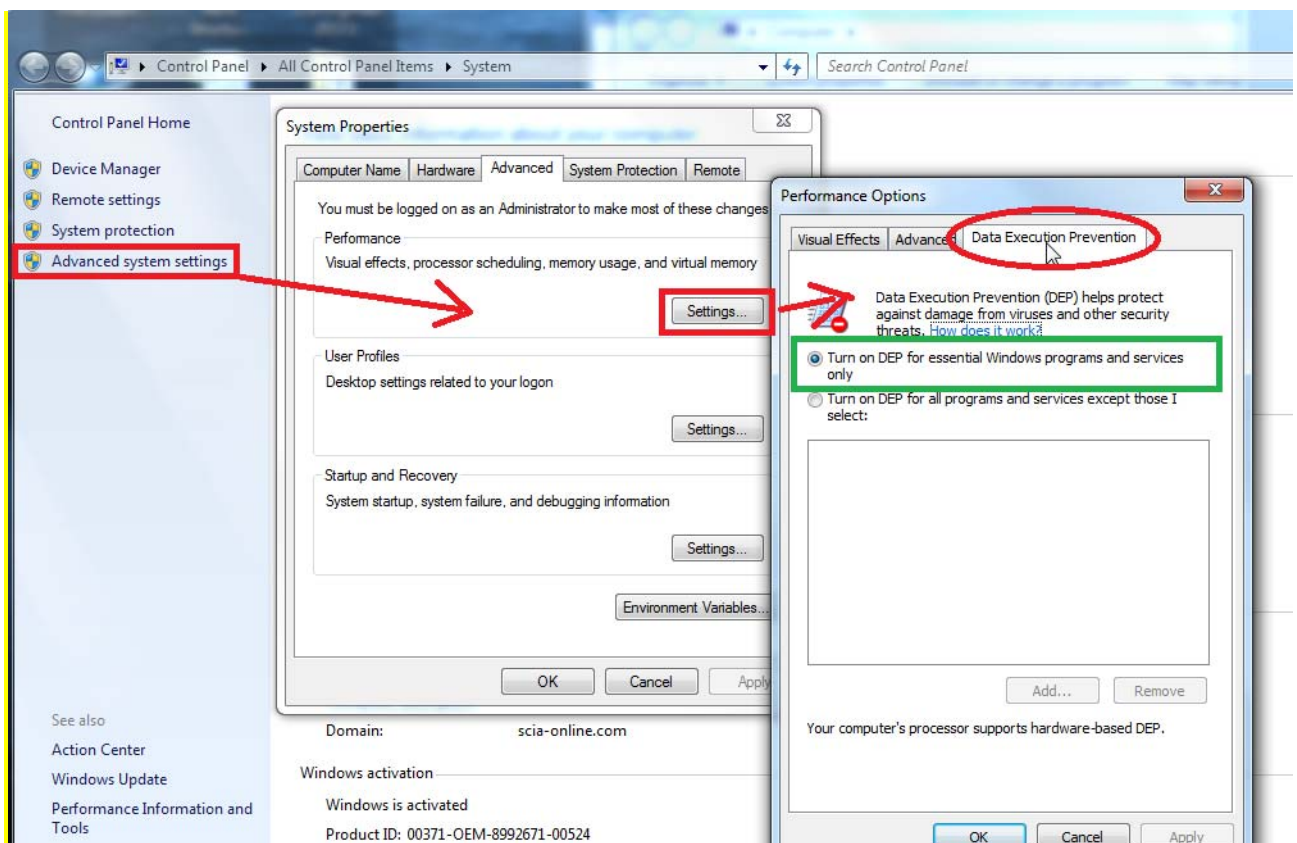 Control Panel ▸ All Control Panel Items ▸ System
Search Control Panel
Control Panel Home
Device Manager
Remote settings
System protection
Advanced system settings
See also
Action Center
Windows Update
Performance Information and
Tools
System Properties
Computer Name Hardware Advanced System Protection Remote
You must be logged on as an Administrator to make most of these changes
Performance
Visual effects, processor scheduling, memory usage, and virtual memory
Settings...
User Profiles
Desktop settings related to your logon
Settings...
Startup and Recovery
System startup, system failure, and debugging information
Settings...
Environment Variables...
OK Cancel Apply
Domain: scia-online.com
Windows activation
Windows is activated
Product ID: 00371-OEM-8992671-00524
Performance Options
Visual Effects Advanced Data Execution Prevention
Data Execution Prevention (DEP) helps protect
against damage from viruses and other security
threats. How does it work?
Turn on DEP for essential Windows programs and services
only
Turn on DEP for all programs and services except those I
select:
Add... Remove
Your computer's processor supports hardware-based DEP.
OK Cancel Apply